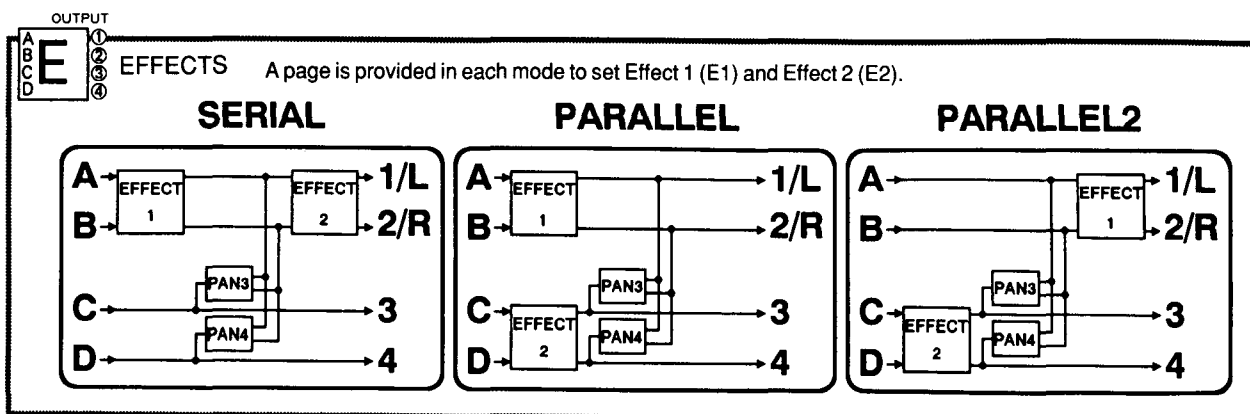 OUTPUT
A ①
B ②
C ③
D ④
E
EFFECTS A page is provided in each mode to set Effect 1 (E1) and Effect 2 (E2).
SERIAL PARALLEL PARALLEL2
A EFFECT 1 EFFECT 2 1/L
B 2/R
PAN3
C 3
PAN4
D 4
A EFFECT 1 1/L
B 2/R
PAN3
C EFFECT 2 3
PAN4
D 4
A EFFECT 1 1/L
B 2/R
PAN3
C EFFECT 2 3
PAN4
D 4